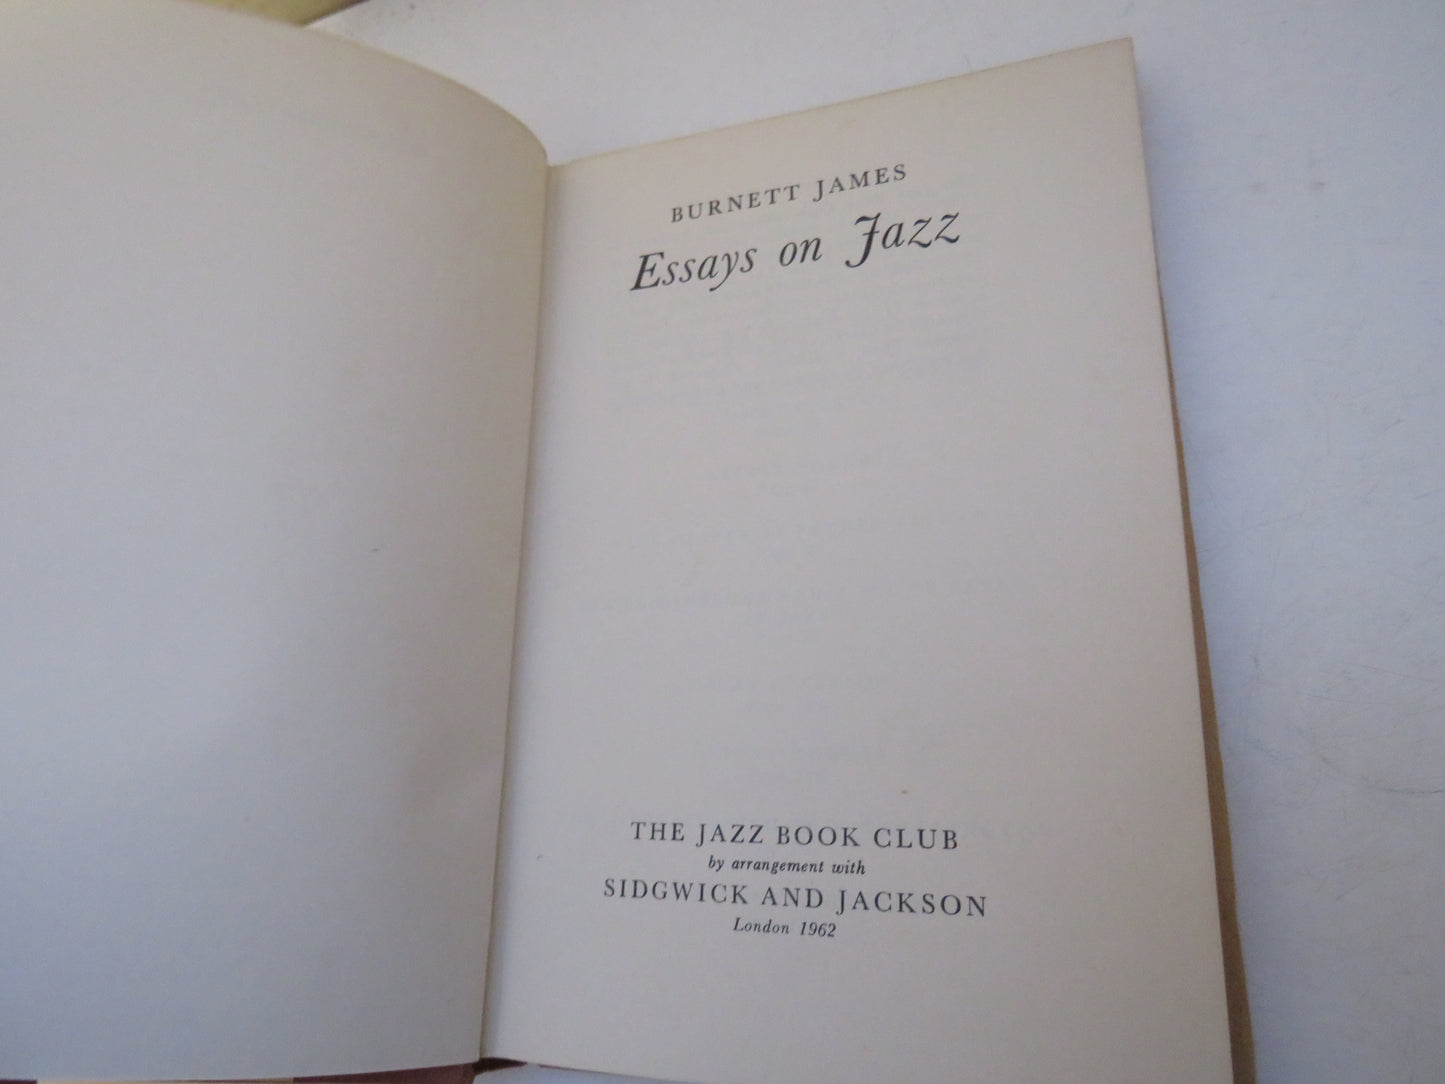 BURNETT JAMES
Essays on Jazz
THE JAZZ BOOK CLUB
by arrangement with
SIDGWICK AND JACKSON
London 1962